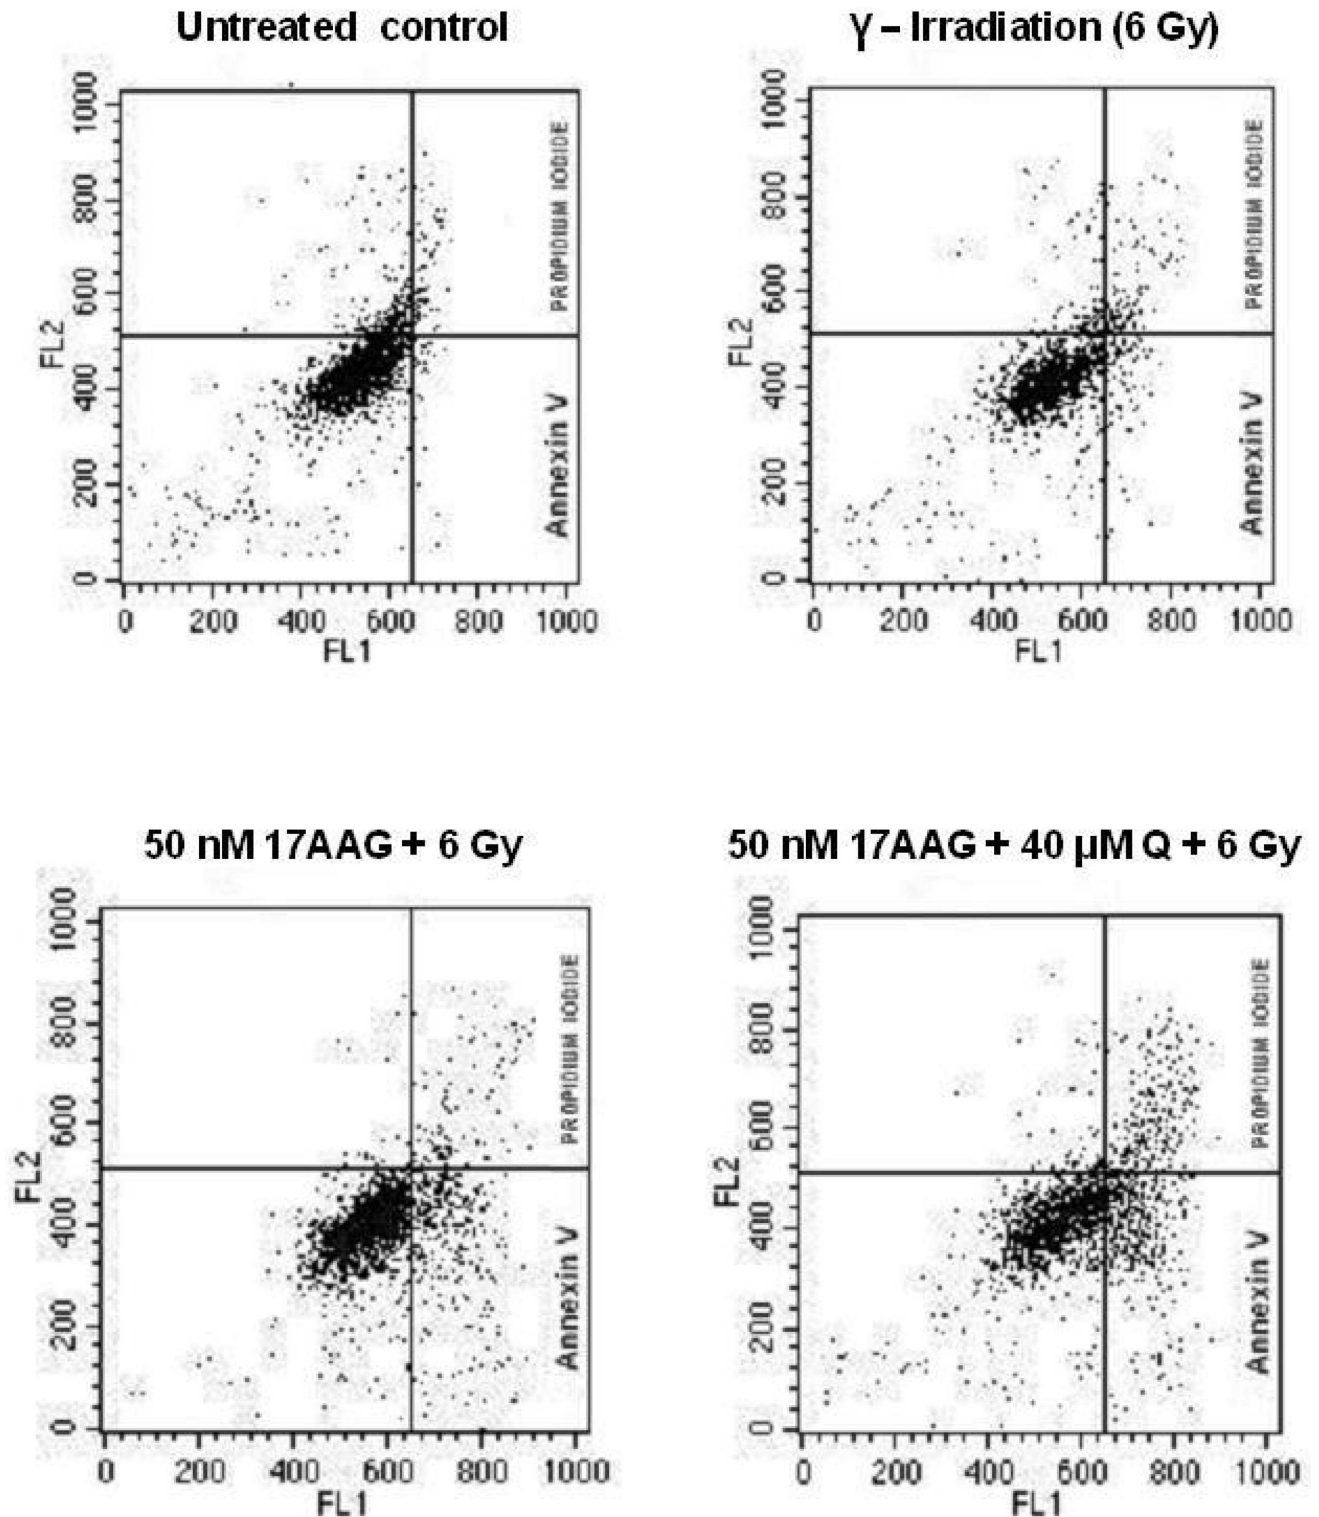 Untreated control
γ – Irradiation (6 Gy)
1000
800
600
400
200
0
FL2
PROPIDIUM IODIDE
Annexin V
0 200 400 600 800 1000
FL1
1000
800
600
400
200
0
FL2
PROPIDIUM IODIDE
Annexin V
0 200 400 600 800 1000
FL1
50 nM 17AAG + 6 Gy
50 nM 17AAG + 40 µM Q + 6 Gy
1000
800
600
400
200
0
FL2
PROPIDIUM IODIDE
Annexin V
0 200 400 600 800 1000
FL1
1000
800
600
400
200
0
FL2
PROPIDIUM IODIDE
Annexin V
0 200 400 600 800 1000
FL1